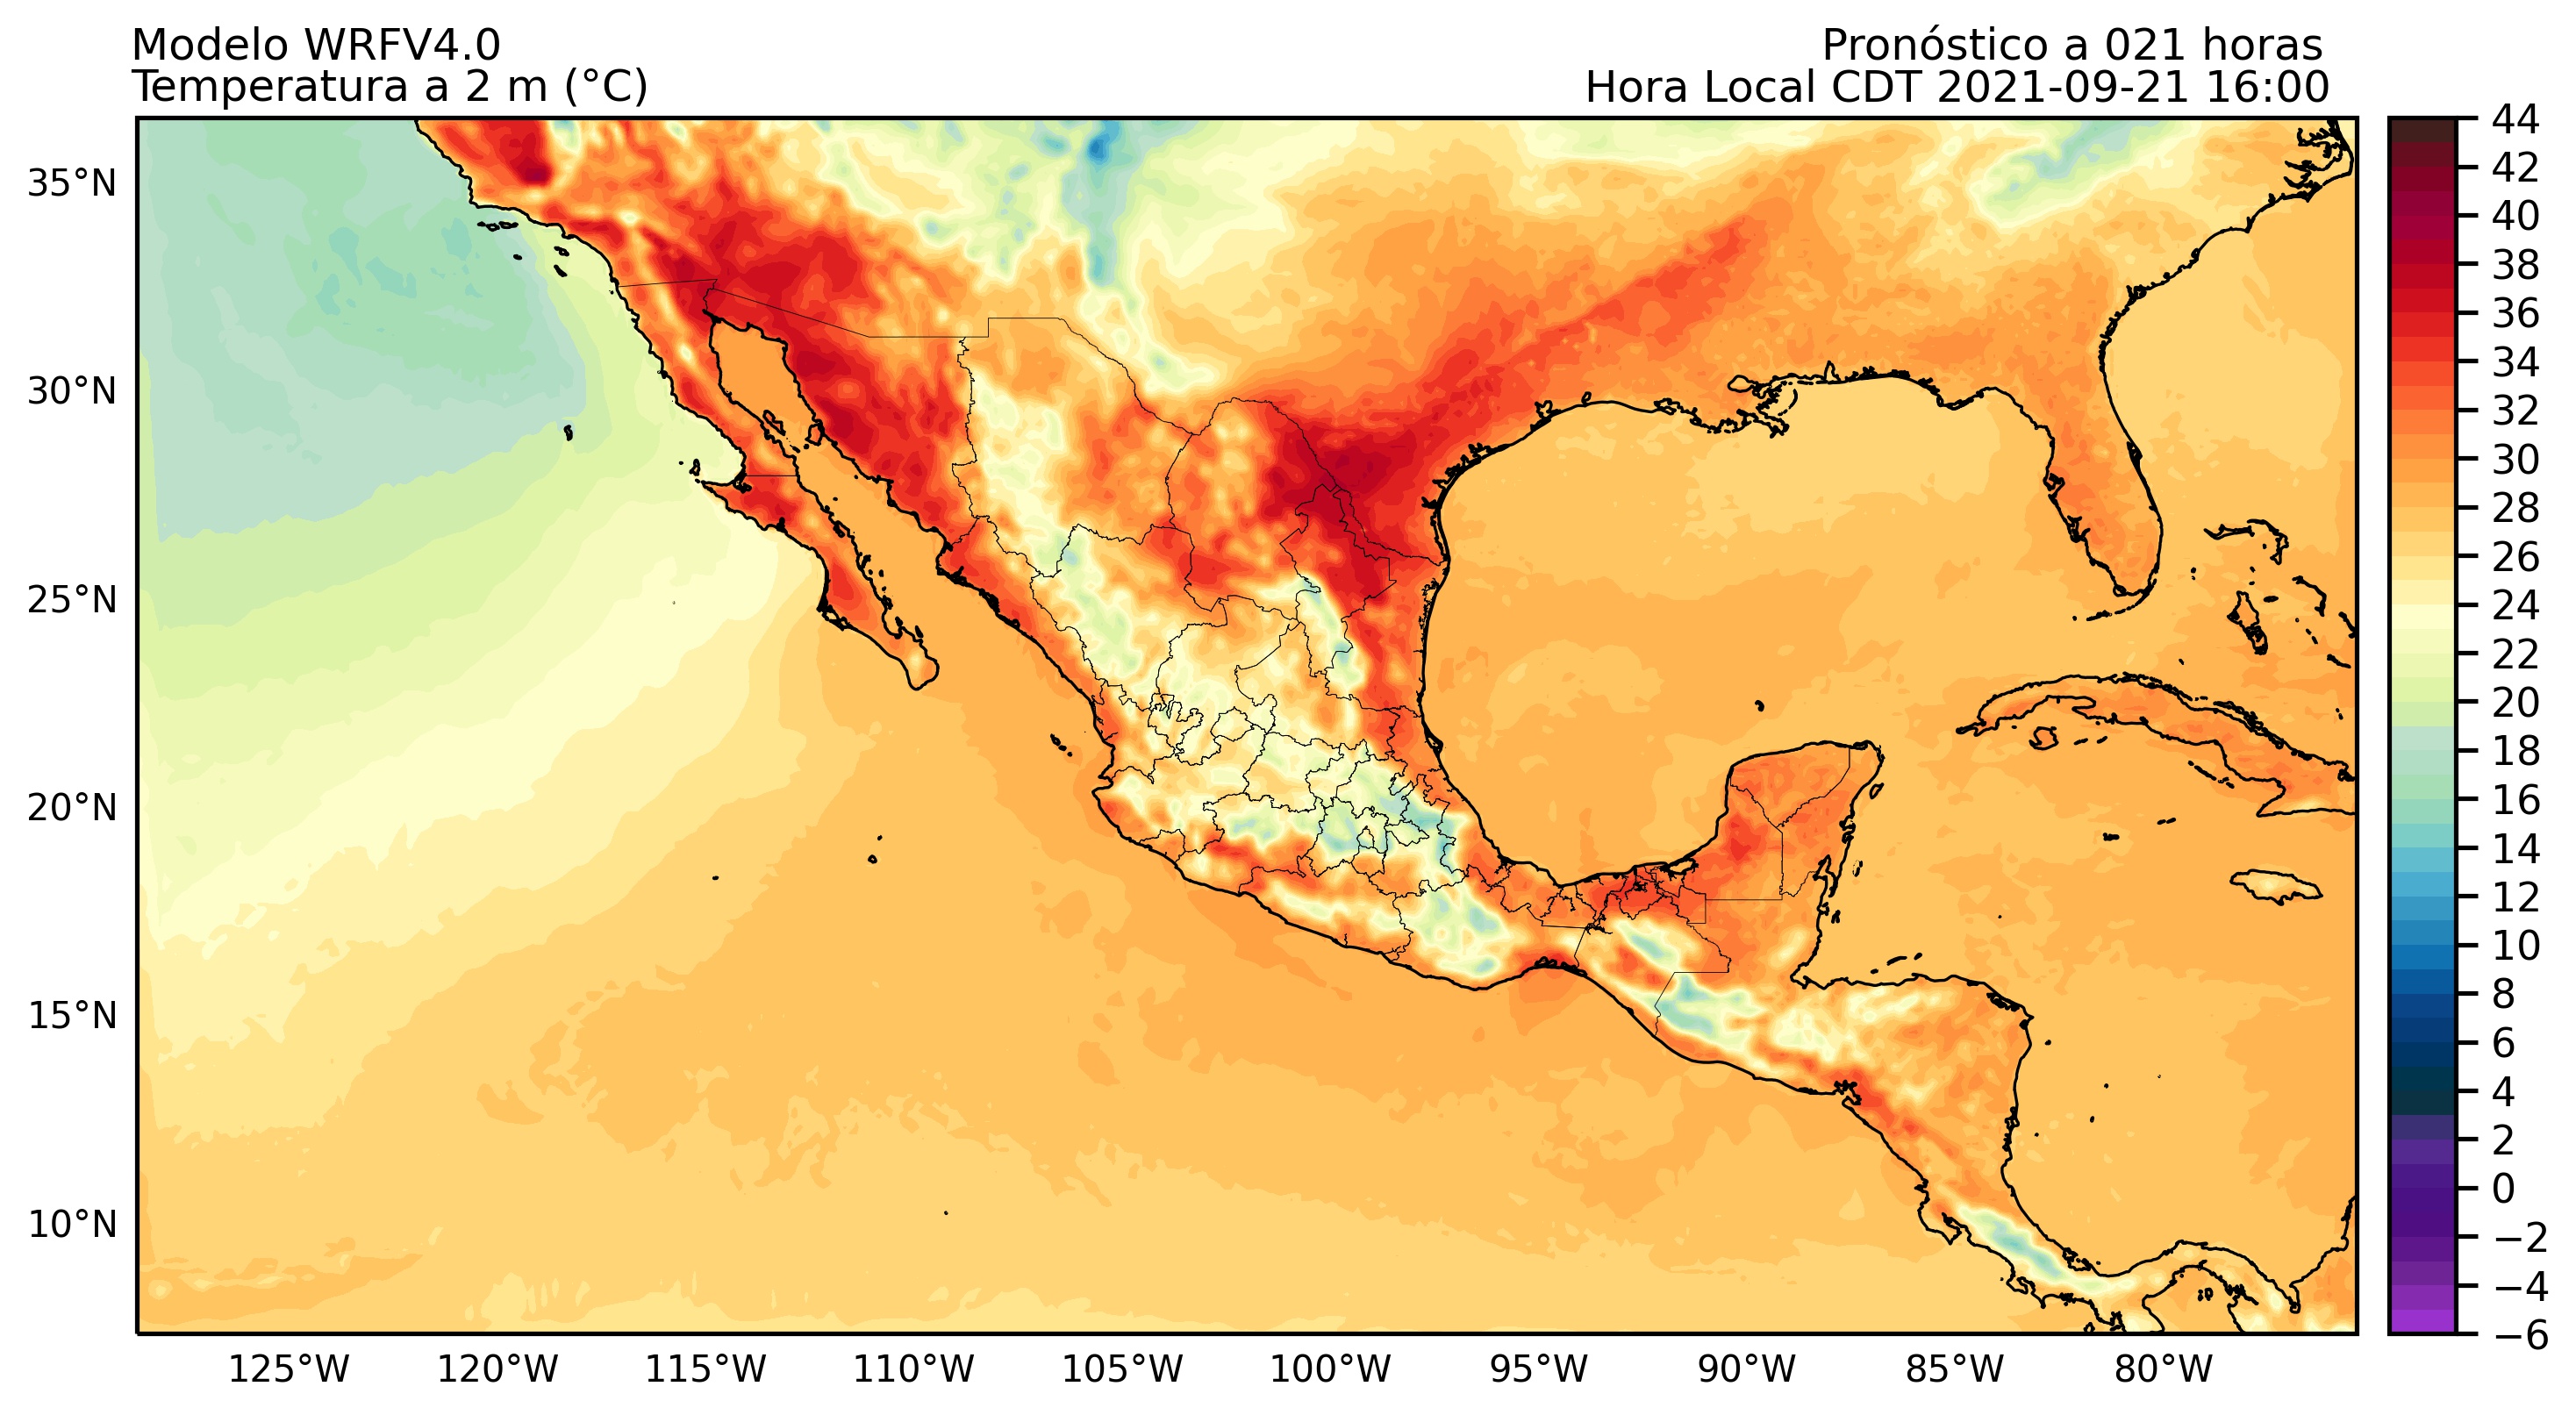 Modelo WRFV4.0
Temperatura a 2 m (°C)
Pronóstico a 021 horas
Hora Local CDT 2021-09-21 16:00
35°N
30°N
25°N
20°N
15°N
10°N
125°W
120°W
115°W
110°W
105°W
100°W
95°W
90°W
85°W
80°W
44
42
40
38
36
34
32
30
28
26
24
22
20
18
16
14
12
10
8
6
4
2
0
−2
−4
−6